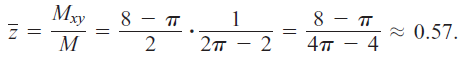 z̅ = M_xy / M = (8 − π) / 2 · 1 / (2π − 2) = (8 − π) / (4π − 4) ≈ 0.57.